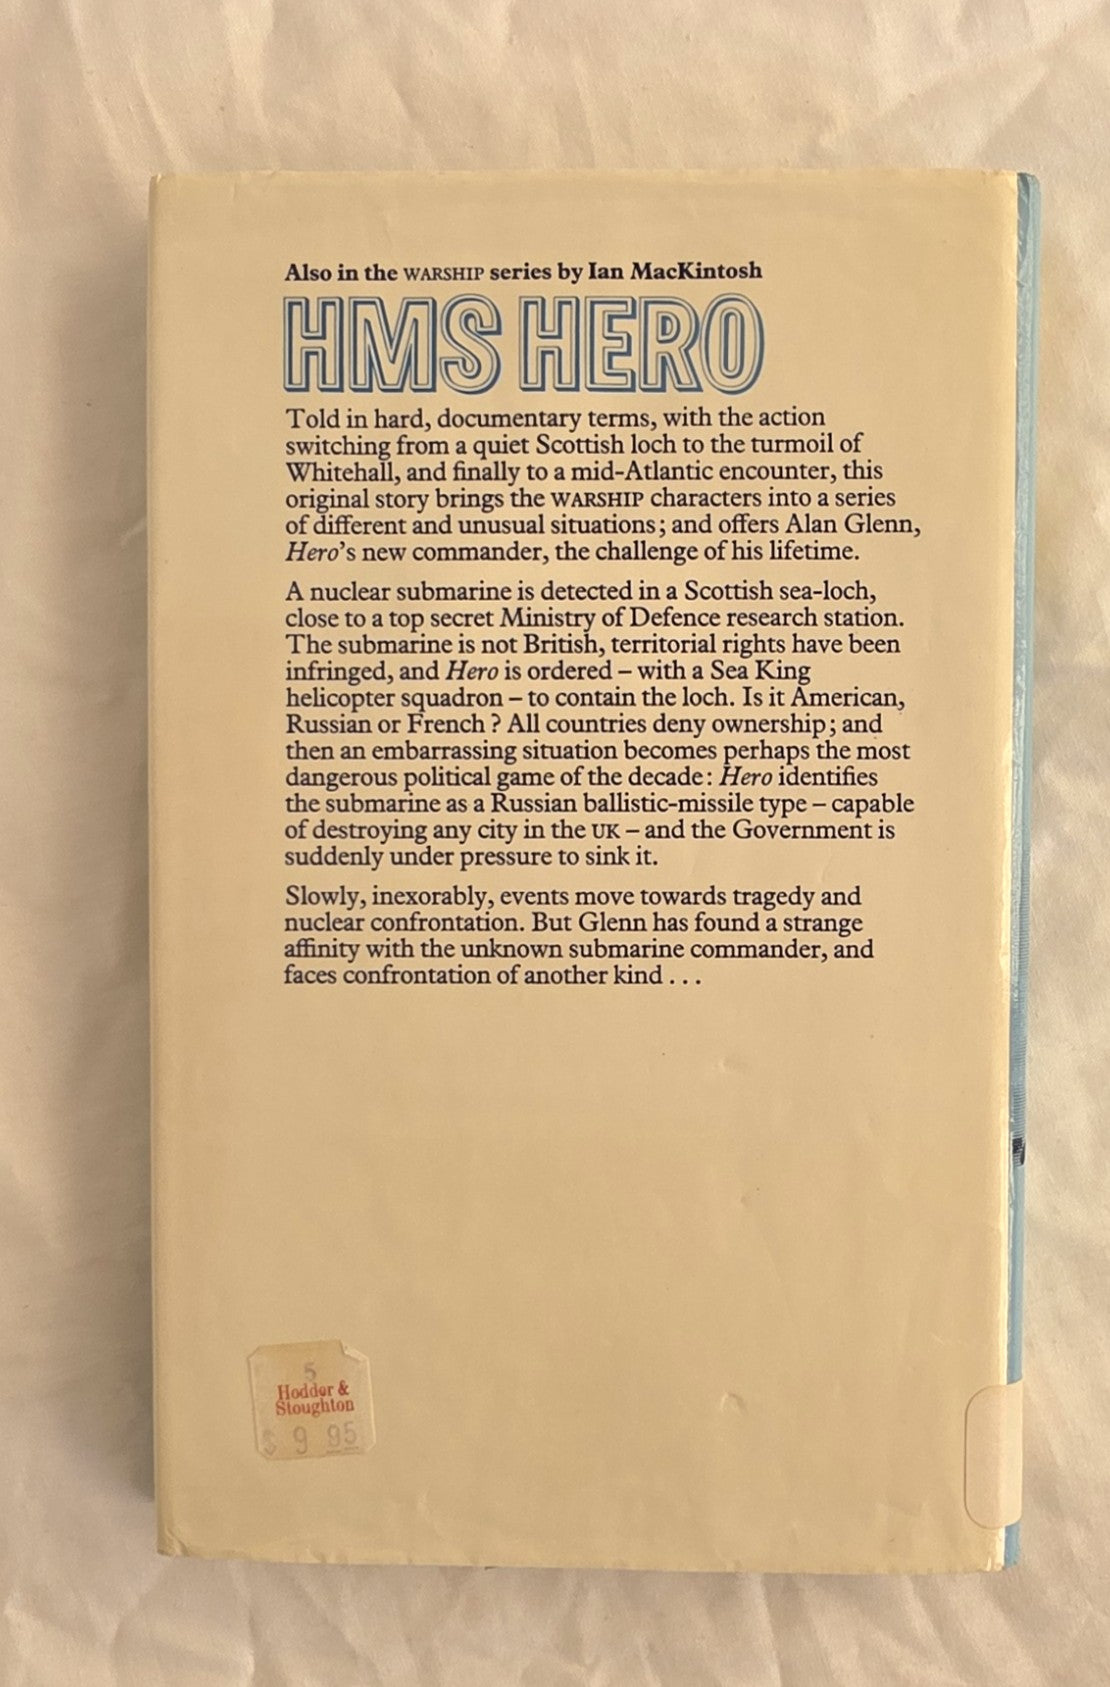 Also in the WARSHIP series by Ian MacKintosh
HMS HERO
Told in hard, documentary terms, with the action
switching from a quiet Scottish loch to the turmoil of
Whitehall, and finally to a mid-Atlantic encounter, this
original story brings the WARSHIP characters into a series
of different and unusual situations; and offers Alan Glenn,
Hero's new commander, the challenge of his lifetime.
A nuclear submarine is detected in a Scottish sea-loch,
close to a top secret Ministry of Defence research station.
The submarine is not British, territorial rights have been
infringed, and Hero is ordered – with a Sea King
helicopter squadron – to contain the loch. Is it American,
Russian or French? All countries deny ownership; and
then an embarrassing situation becomes perhaps the most
dangerous political game of the decade: Hero identifies
the submarine as a Russian ballistic-missile type – capable
of destroying any city in the UK – and the Government is
suddenly under pressure to sink it.
Slowly, inexorably, events move towards tragedy and
nuclear confrontation. But Glenn has found a strange
affinity with the unknown submarine commander, and
faces confrontation of another kind . . .
5
Hodder &
Stoughton
$ 9 95